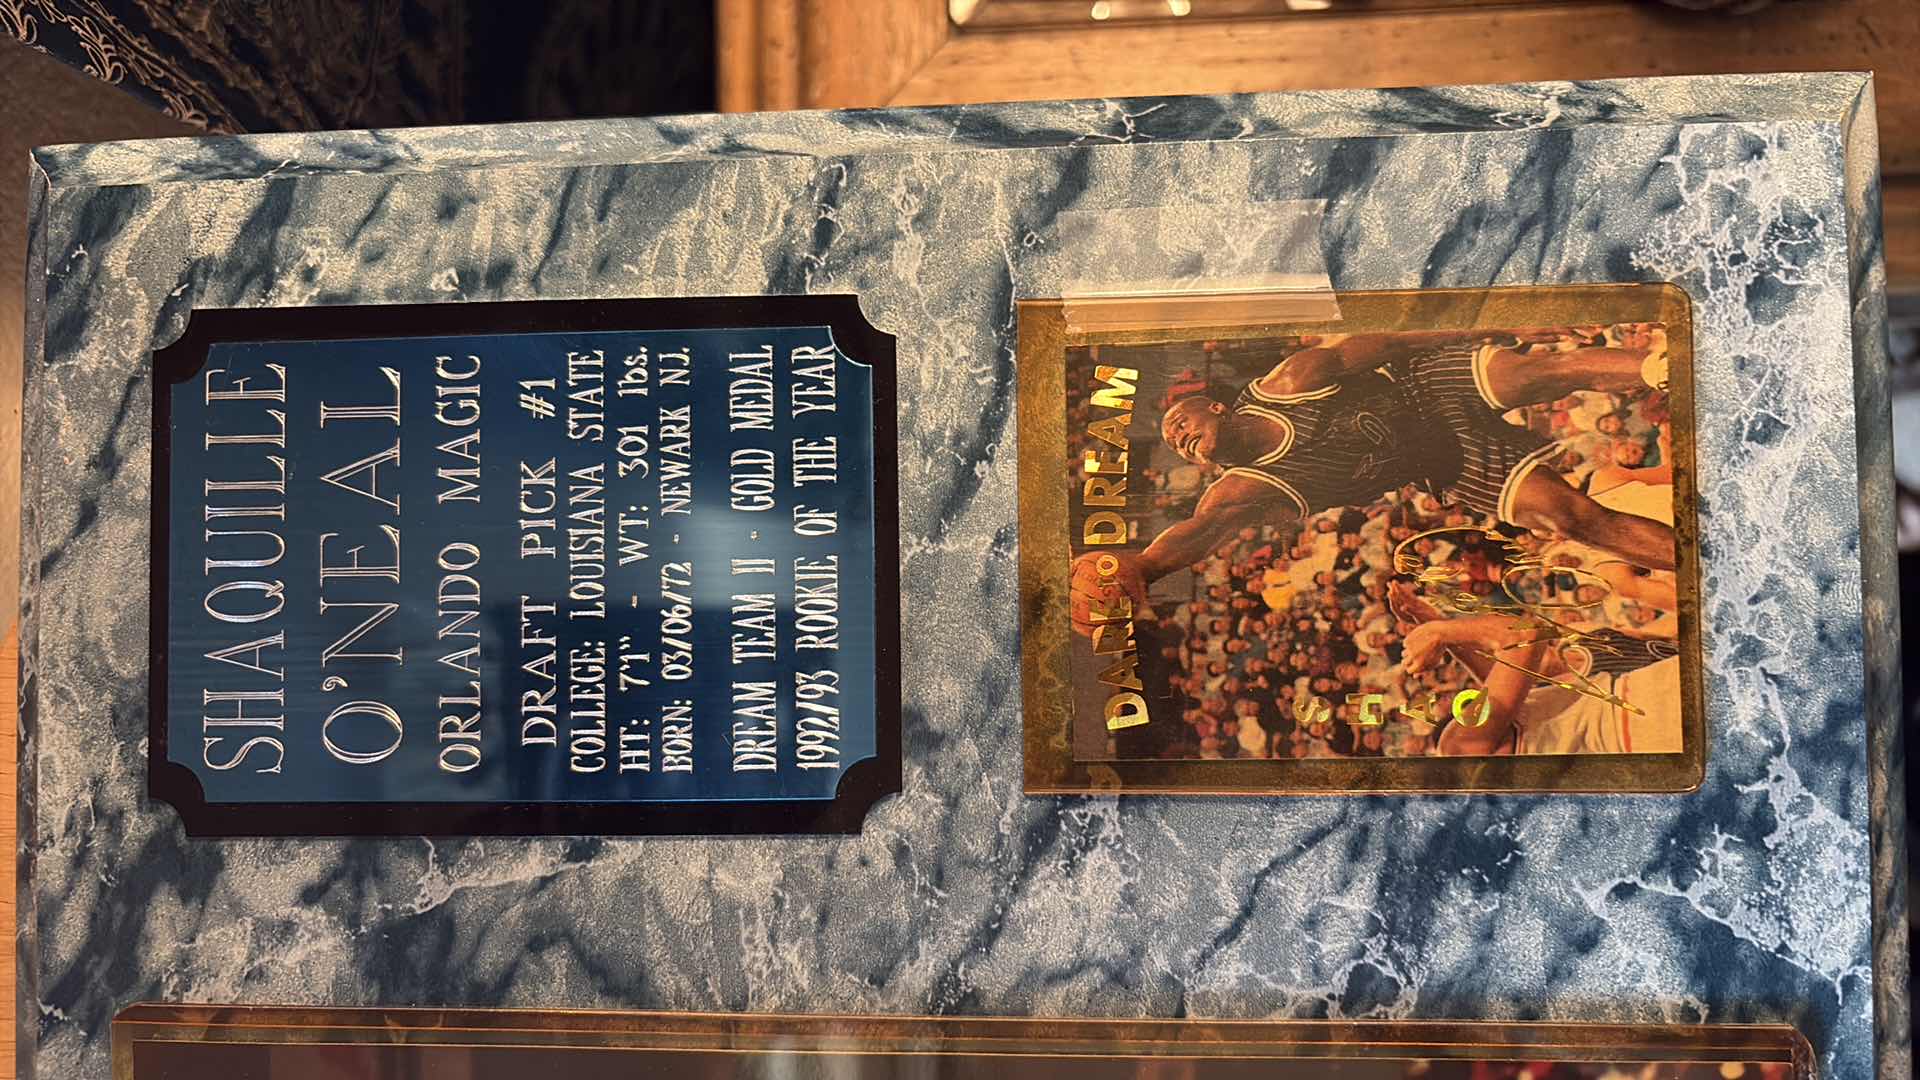 SHAQUILLE
O'NEAL
ORLANDO MAGIC
DRAFT PICK #1
COLLEGE: LOUISIANA STATE
HT: 7'1" - WT: 301 lbs.
BORN: 03/06/72 - NEWARK NJ.
DREAM TEAM II - GOLD MEDAL
1992/93 ROOKIE OF THE YEAR
DARE TO DREAM
SHAQ